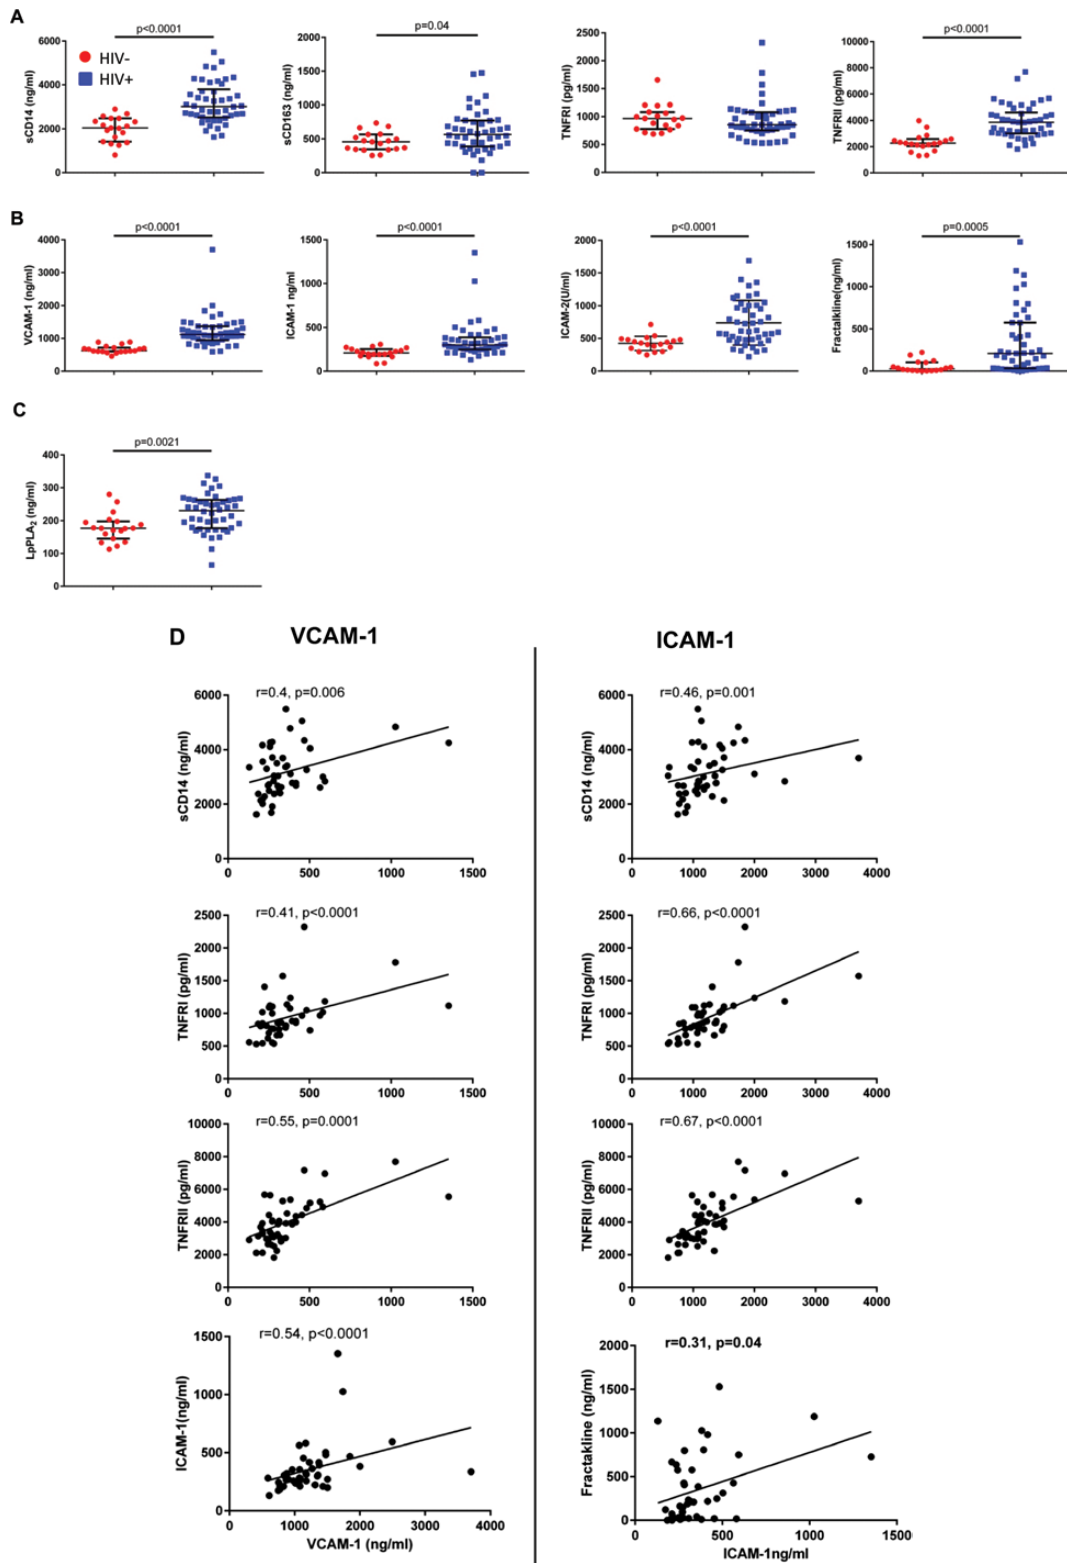 A
p<0.0001
sCD14 (ng/ml)
6000
4000
2000
0
HIV-
HIV+
p=0.04
sCD163 (ng/ml)
2000
1500
1000
500
0
TNFRI (pg/ml)
2500
2000
1500
1000
500
0
p<0.0001
TNFRII (pg/ml)
10000
8000
6000
4000
2000
0
B
p<0.0001
VCAM-1 (ng/ml)
4000
3000
2000
1000
0
p<0.0001
ICAM-1 ng/ml
1500
1000
500
0
p<0.0001
ICAM-2(U/ml)
2000
1500
1000
500
0
p=0.0005
Fractalkine(ng/ml)
1500
1000
500
0
C
p=0.0021
LpPLA2 (ng/ml)
400
300
200
100
0
D
VCAM-1
ICAM-1
r=0.4, p=0.006
sCD14 (ng/ml)
6000
4000
2000
0
0 500 1000 1500
r=0.46, p=0.001
sCD14 (ng/ml)
6000
4000
2000
0
0 1000 2000 3000 4000
r=0.41, p<0.0001
TNFRI (pg/ml)
2500
2000
1500
1000
500
0
0 500 1000 1500
r=0.66, p<0.0001
TNFRI (pg/ml)
2500
2000
1500
1000
500
0
0 1000 2000 3000 4000
r=0.55, p=0.0001
TNFRII (pg/ml)
10000
8000
6000
4000
2000
0
0 500 1000 1500
r=0.67, p<0.0001
TNFRII (pg/ml)
10000
8000
6000
4000
2000
0
0 1000 2000 3000 4000
r=0.54, p<0.0001
ICAM-1(ng/ml)
1500
1000
500
0
0 1000 2000 3000 4000
VCAM-1 (ng/ml)
r=0.31, p=0.04
Fractakline (ng/ml)
2000
1500
1000
500
0
0 500 1000 1500
ICAM-1ng/ml